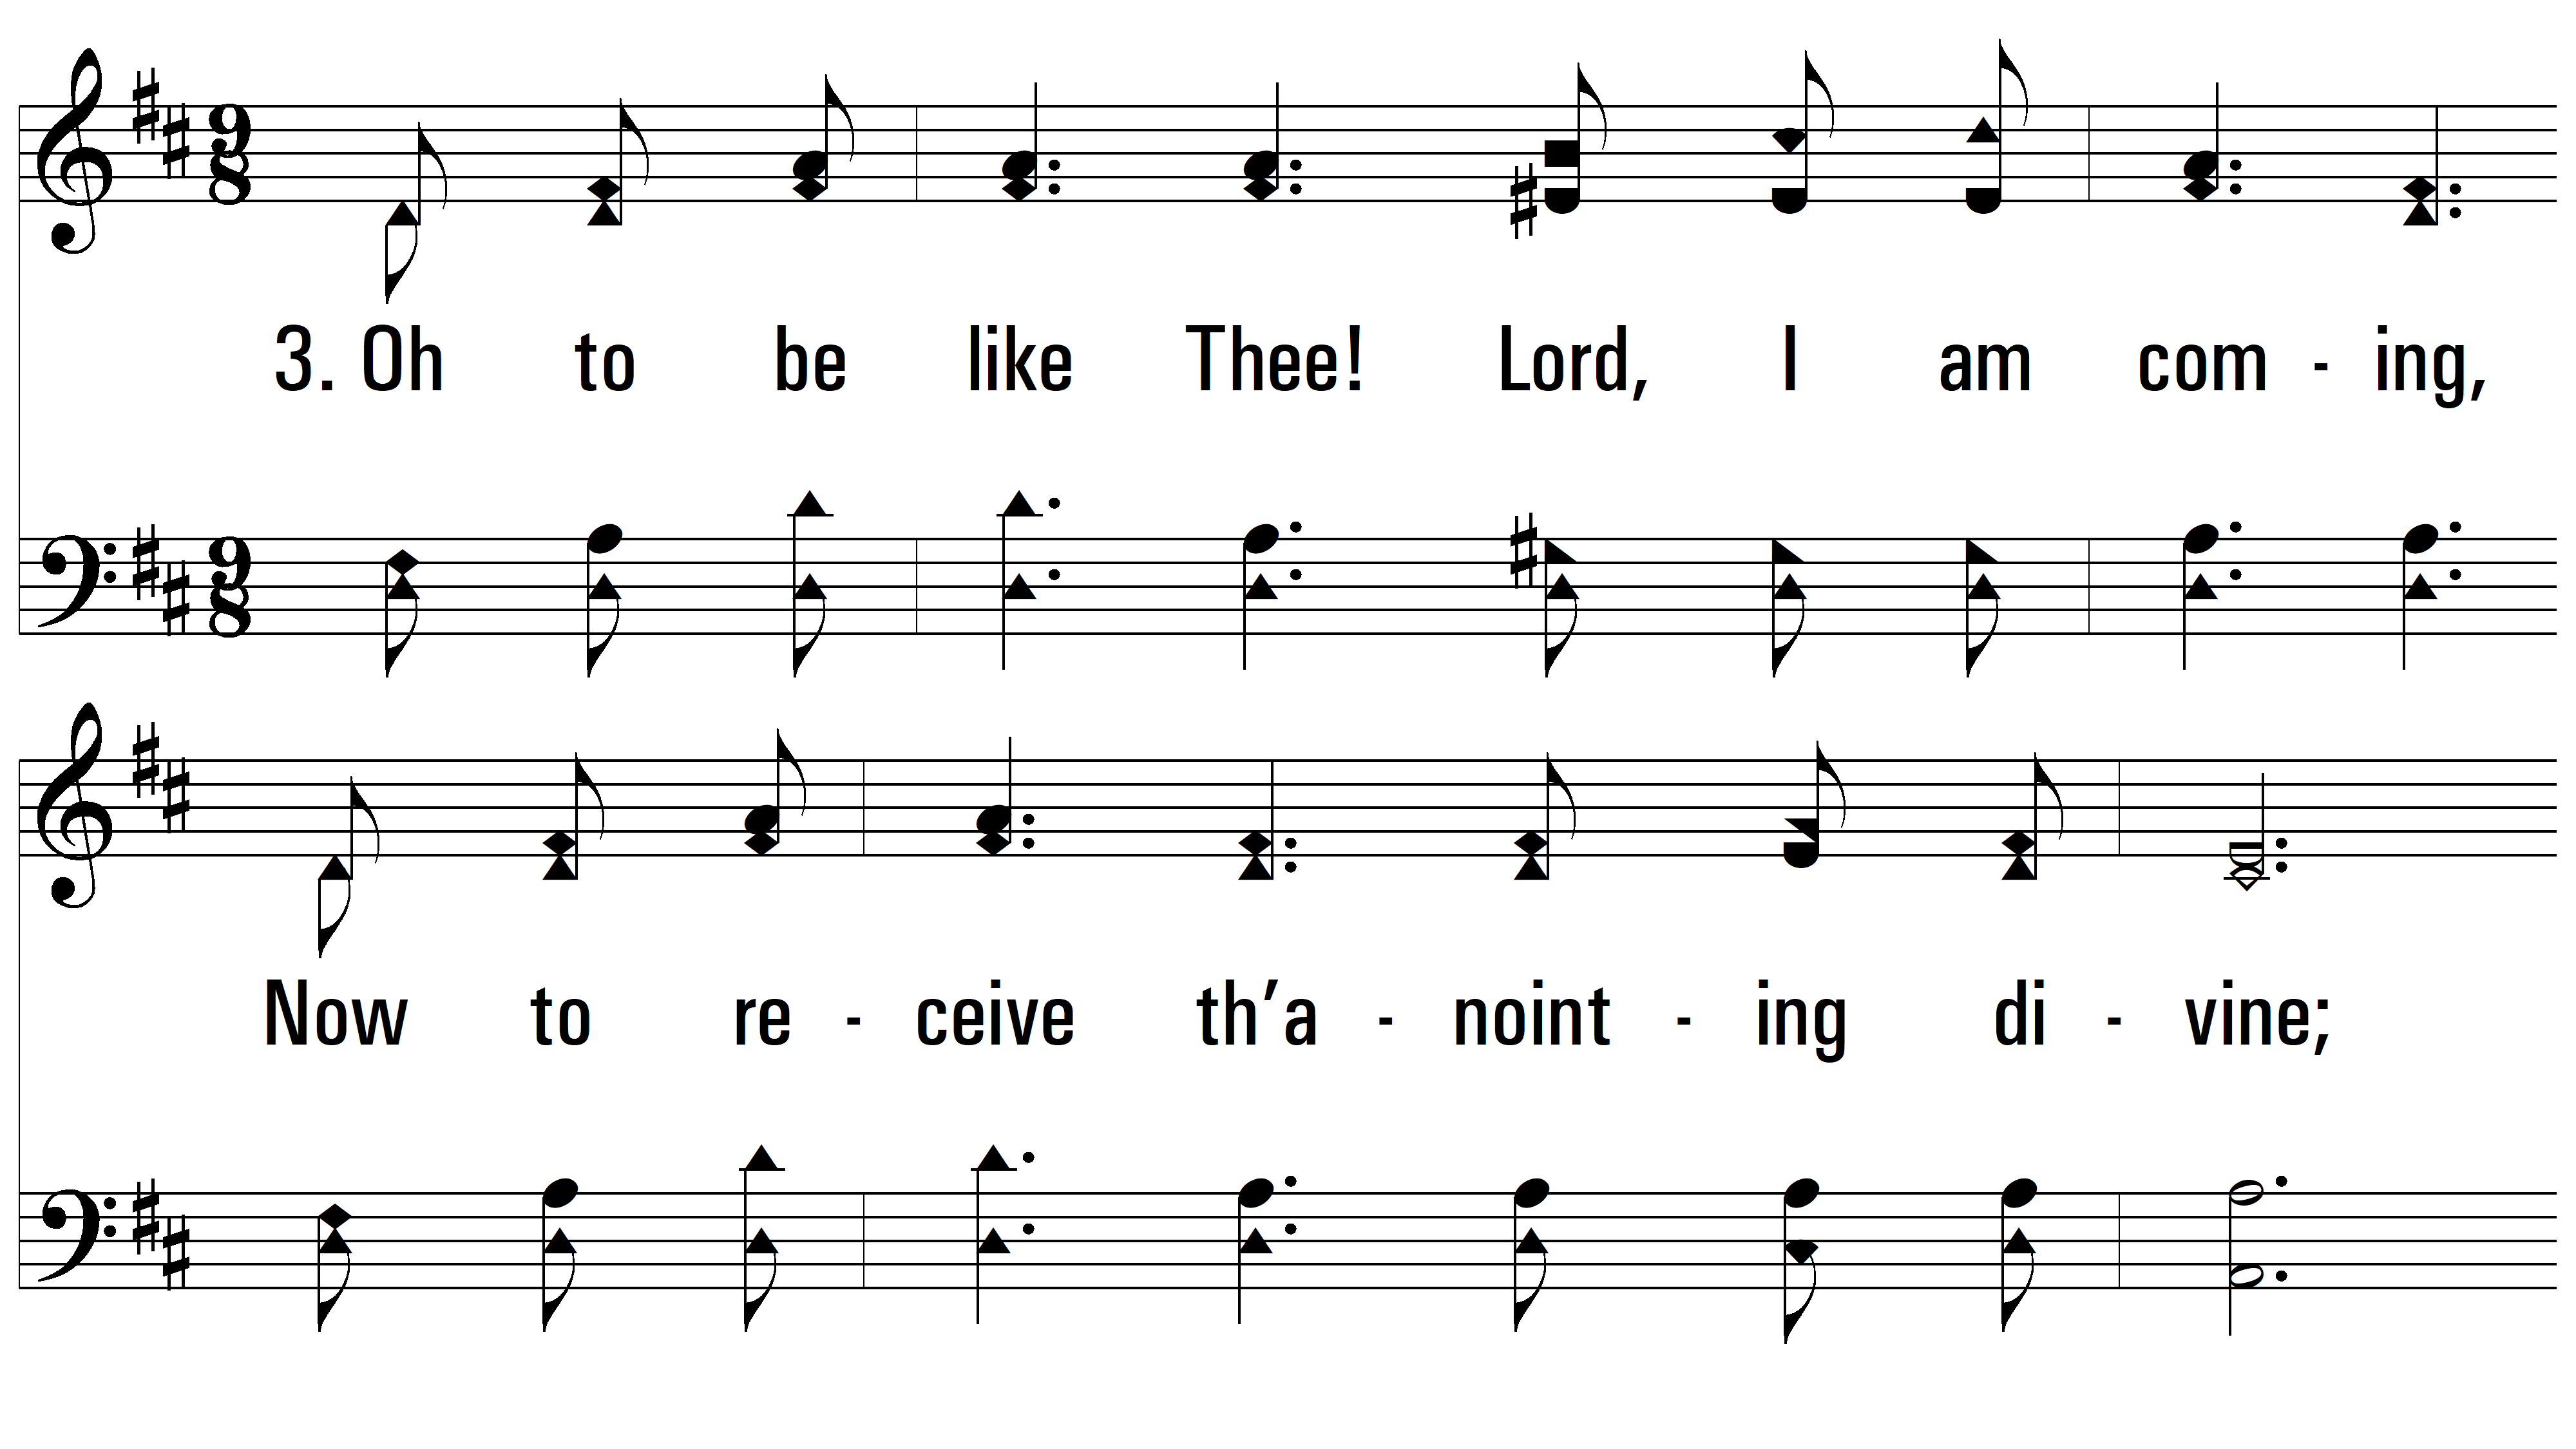 3. Oh to be like Thee! Lord, I am com - ing,
Now to re - ceive th’a - noint - ing di - vine;